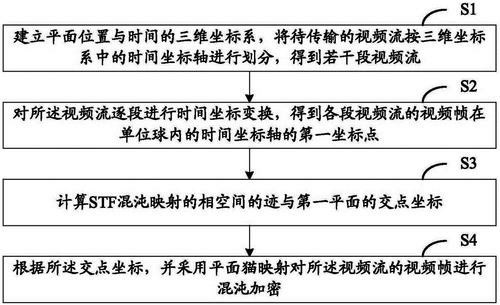 S1
建立平面位置与时间的三维坐标系，将待传输的视频流按三维坐标
系中的时间坐标轴进行划分，得到若干段视频流
S2
对所述视频流逐段进行时间坐标变换，得到各段视频流的视频帧在
单位球内的时间坐标轴的第一坐标点
S3
计算STF混沌映射的相空间的迹与第一平面的交点坐标
S4
根据所述交点坐标，并采用平面猫映射对所述视频流的视频帧进行
混沌加密